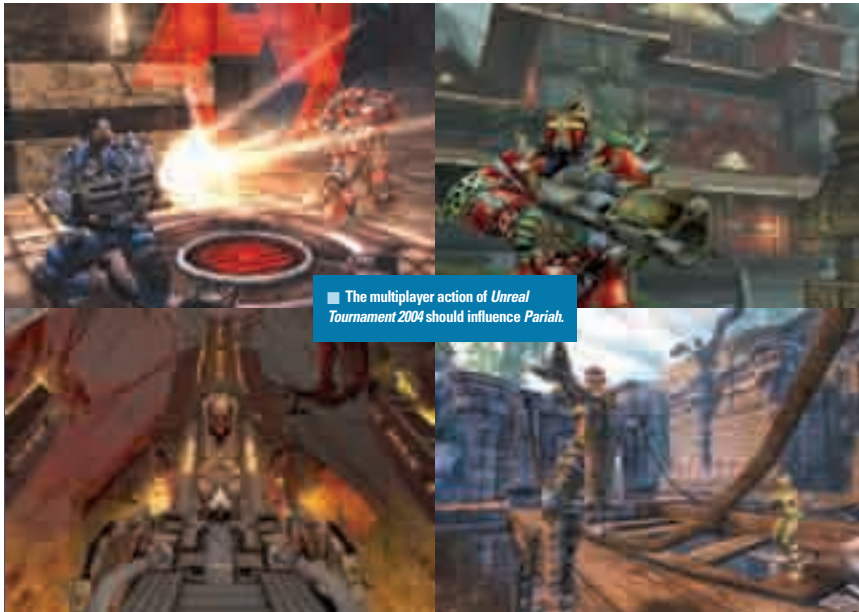 The multiplayer action of Unreal
Tournament 2004 should influence Pariah.